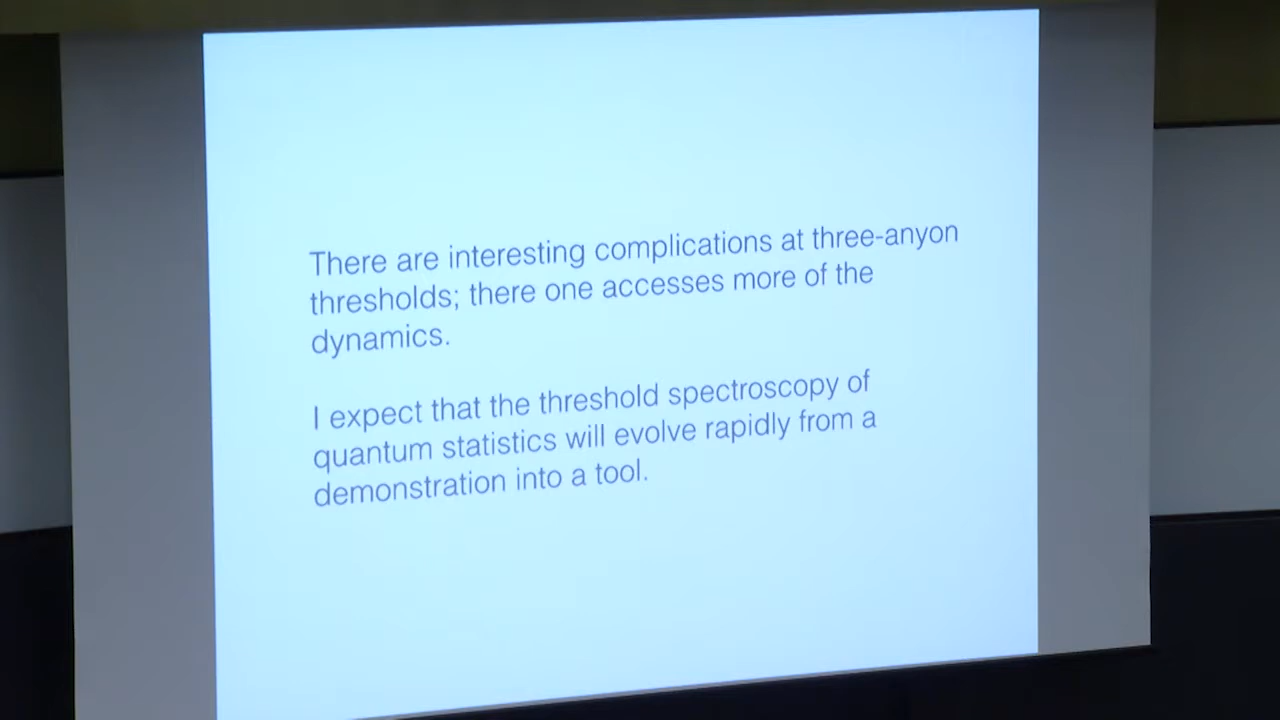 There are interesting complications at three-anyon
thresholds; there one accesses more of the
dynamics.
I expect that the threshold spectroscopy of
quantum statistics will evolve rapidly from a
demonstration into a tool.